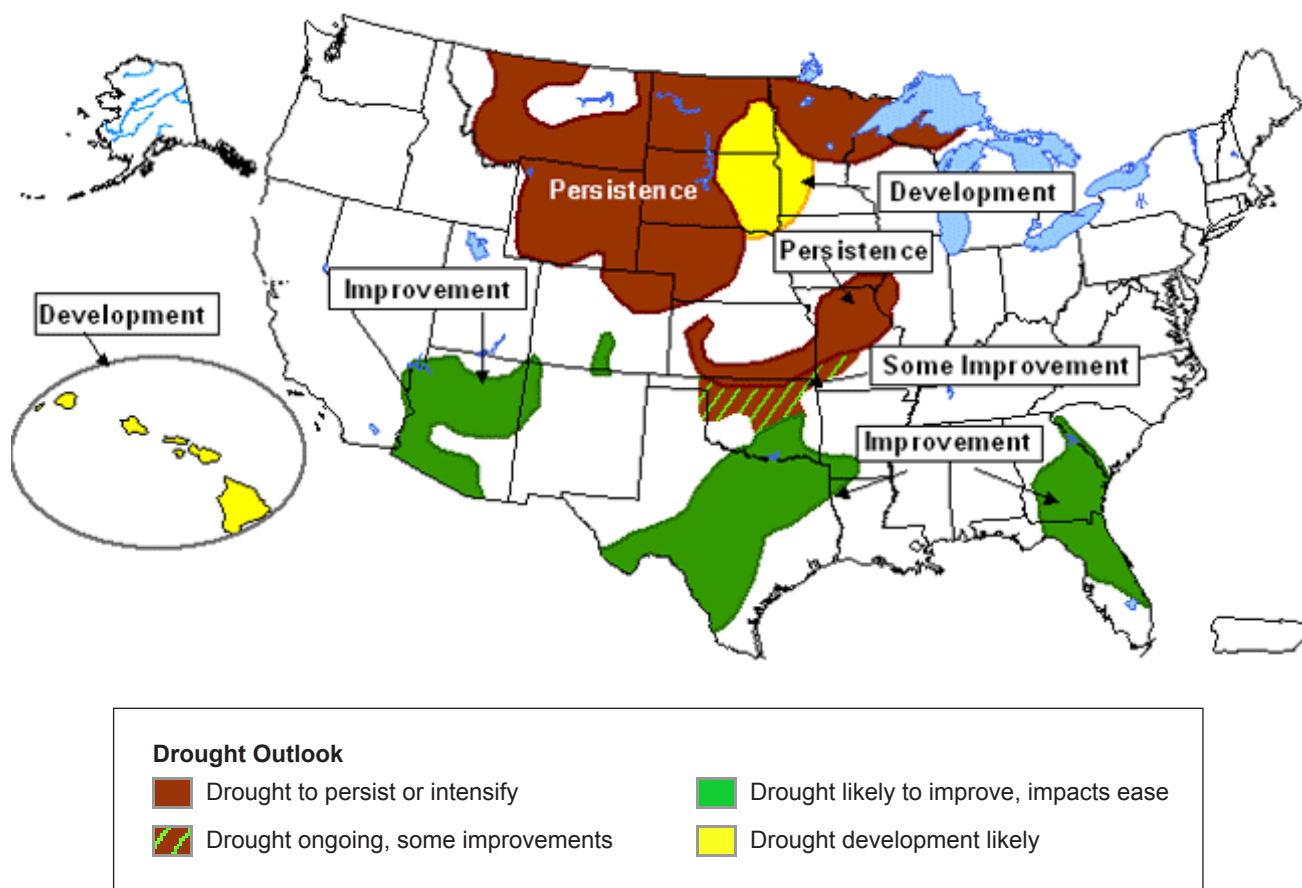 Persistence
Development
Persistence
Improvement
Development
Some Improvement
Improvement
Drought Outlook
Drought to persist or intensify
Drought likely to improve, impacts ease
Drought ongoing, some improvements
Drought development likely